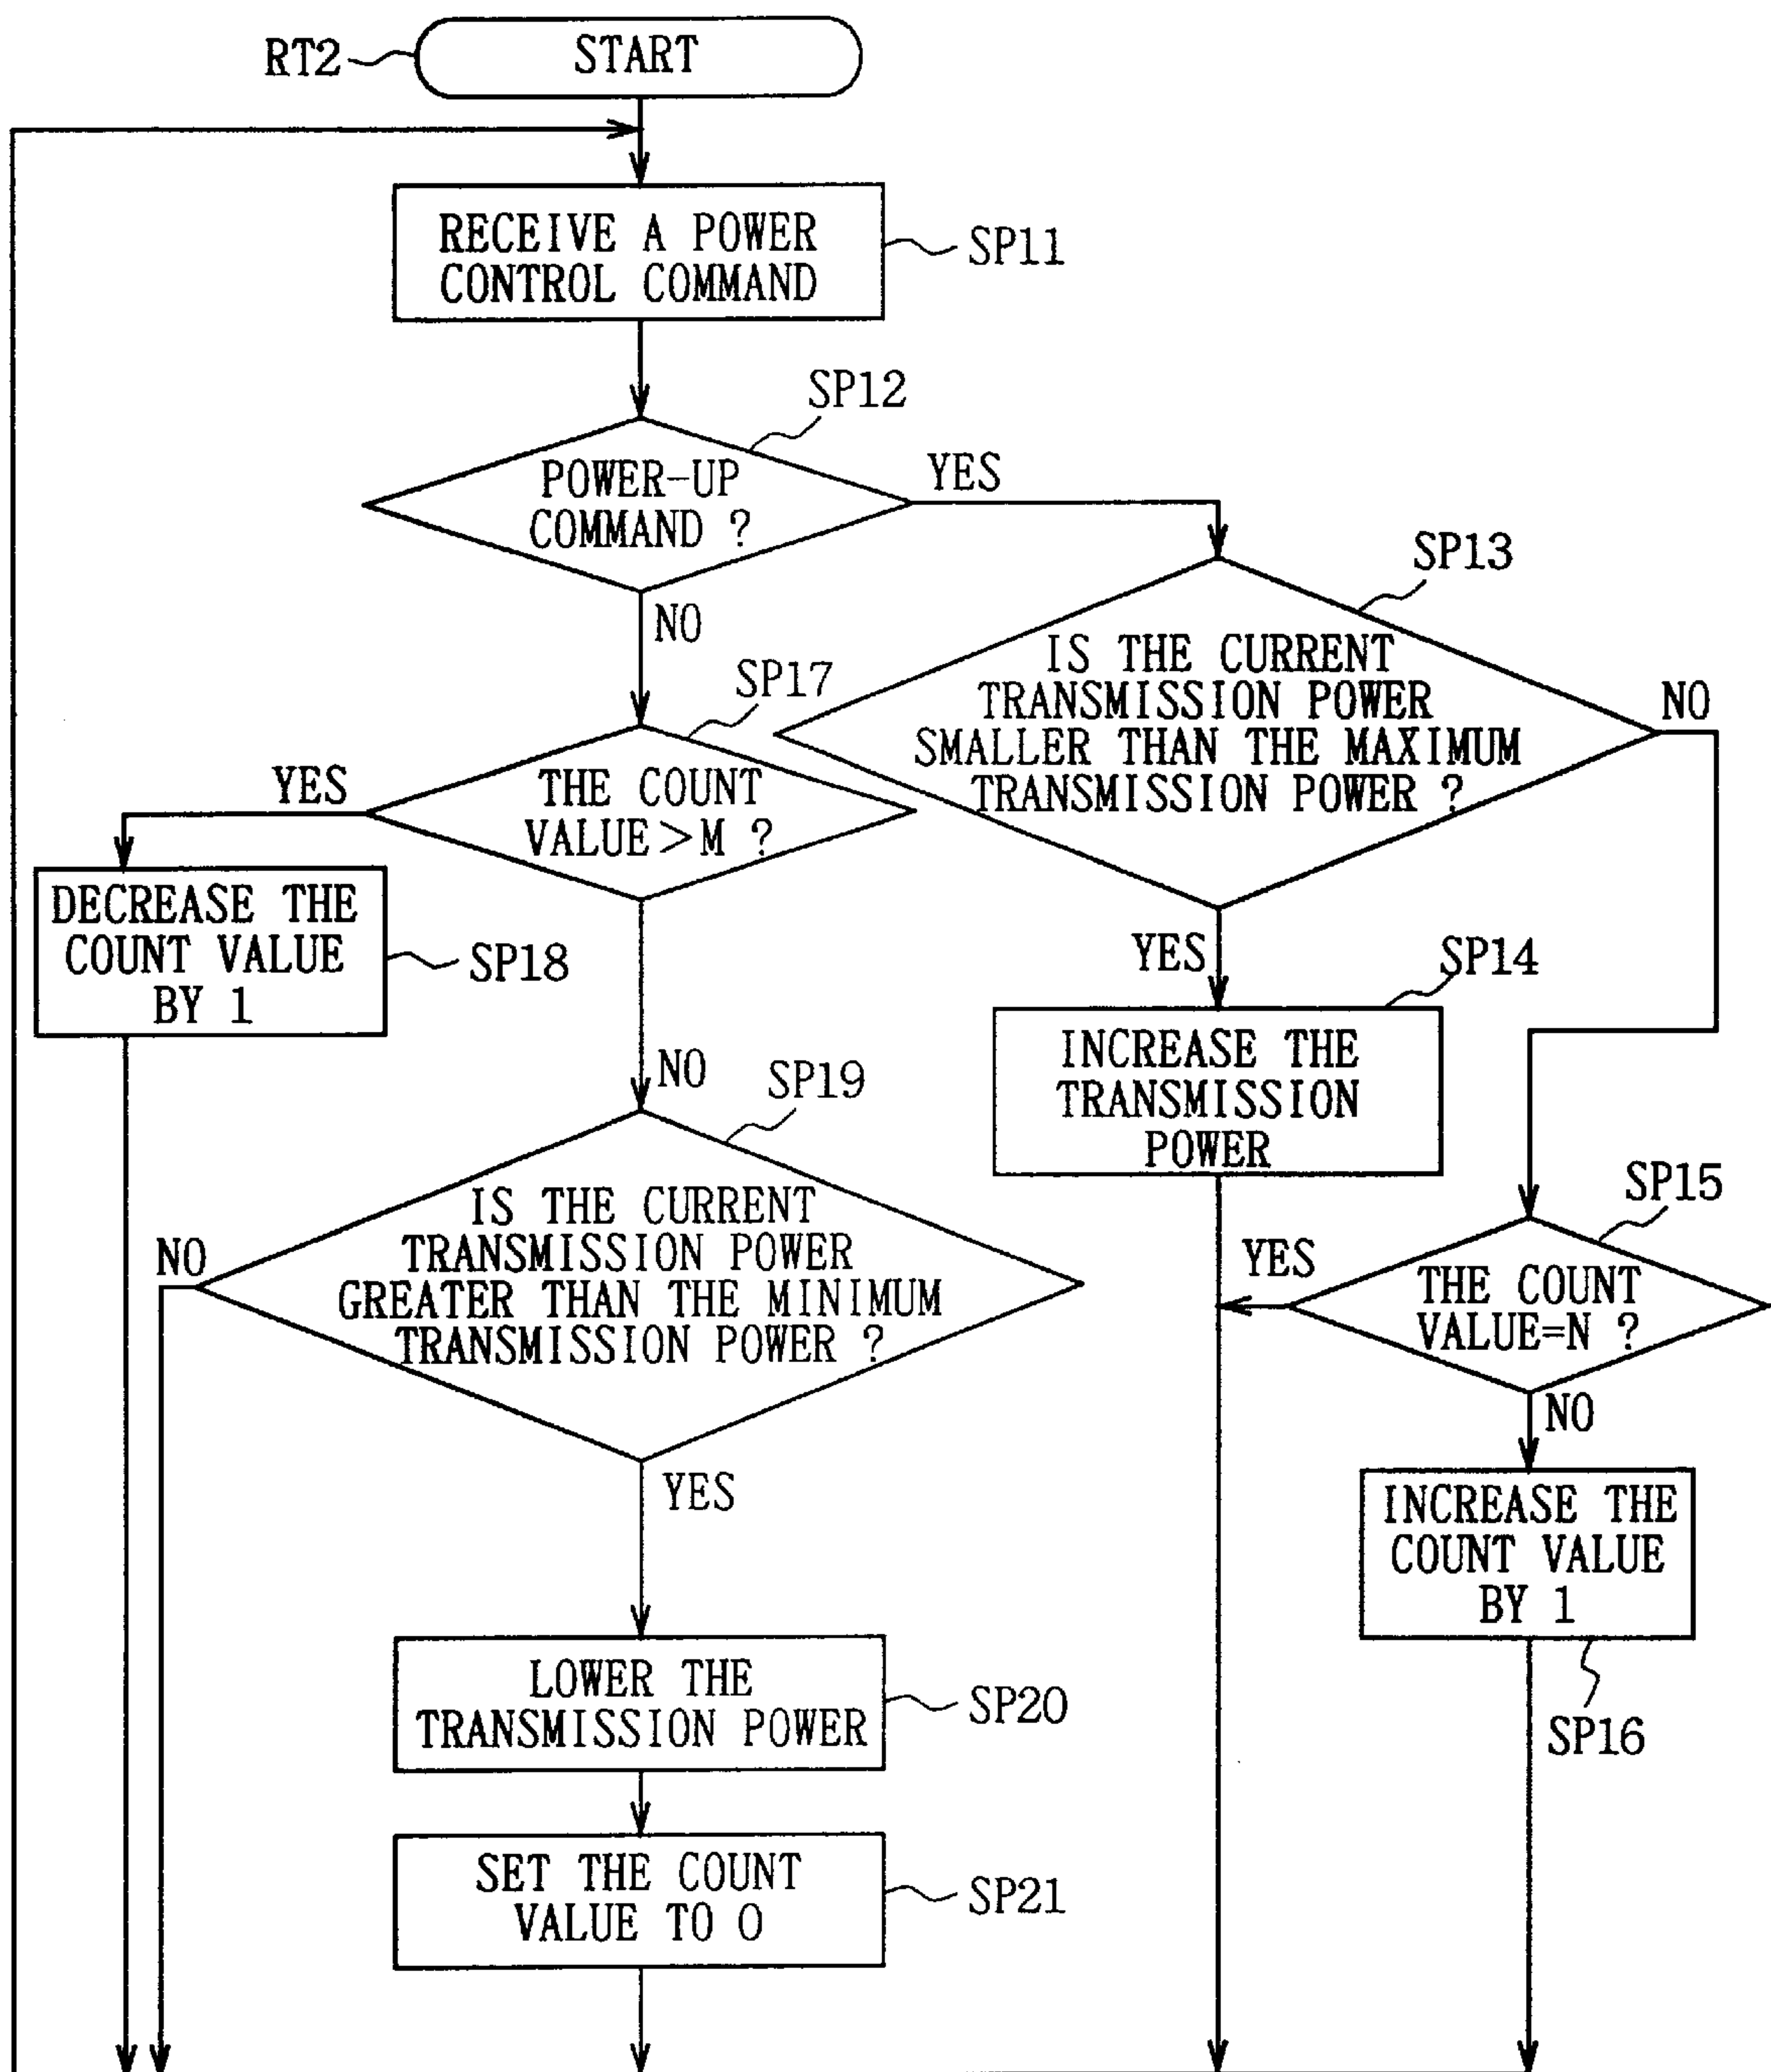 RT2
START
RECEIVE A POWER
CONTROL COMMAND
SP11
SP12
POWER-UP
COMMAND ?
YES
NO
SP13
IS THE CURRENT
TRANSMISSION POWER
SMALLER THAN THE MAXIMUM
TRANSMISSION POWER ?
NO
YES
SP17
THE COUNT
VALUE>M ?
YES
NO
DECREASE THE
COUNT VALUE
BY 1
SP18
SP14
INCREASE THE
TRANSMISSION
POWER
SP19
IS THE CURRENT
TRANSMISSION POWER
GREATER THAN THE MINIMUM
TRANSMISSION POWER ?
NO
YES
SP15
THE COUNT
VALUE=N ?
YES
NO
INCREASE THE
COUNT VALUE
BY 1
SP16
LOWER THE
TRANSMISSION POWER
SP20
SET THE COUNT
VALUE TO 0
SP21